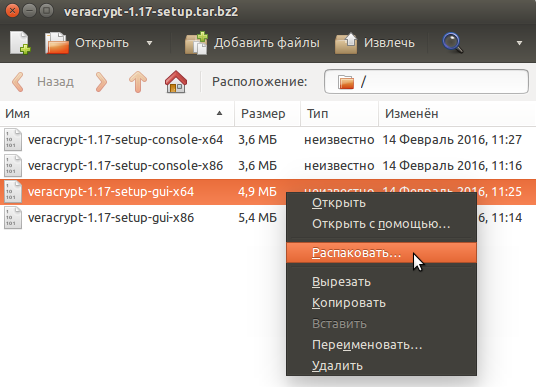 veracrypt-1.17-setup.tar.bz2
Открыть Добавить файлы Извлечь
Назад Расположение: /
Имя Размер Тип Изменён
veracrypt-1.17-setup-console-x64 3,6 МБ неизвестно 14 Февраль 2016, 11:27
veracrypt-1.17-setup-console-x86 3,6 МБ неизвестно 14 Февраль 2016, 11:16
veracrypt-1.17-setup-gui-x64 4,9 МБ неизвестно 14 Февраль 2016, 11:25
veracrypt-1.17-setup-gui-x86 5,4 МБ 11:14
Открыть
Открыть с помощью...
Распаковать...
Вырезать
Копировать
Вставить
Переименовать...
Удалить